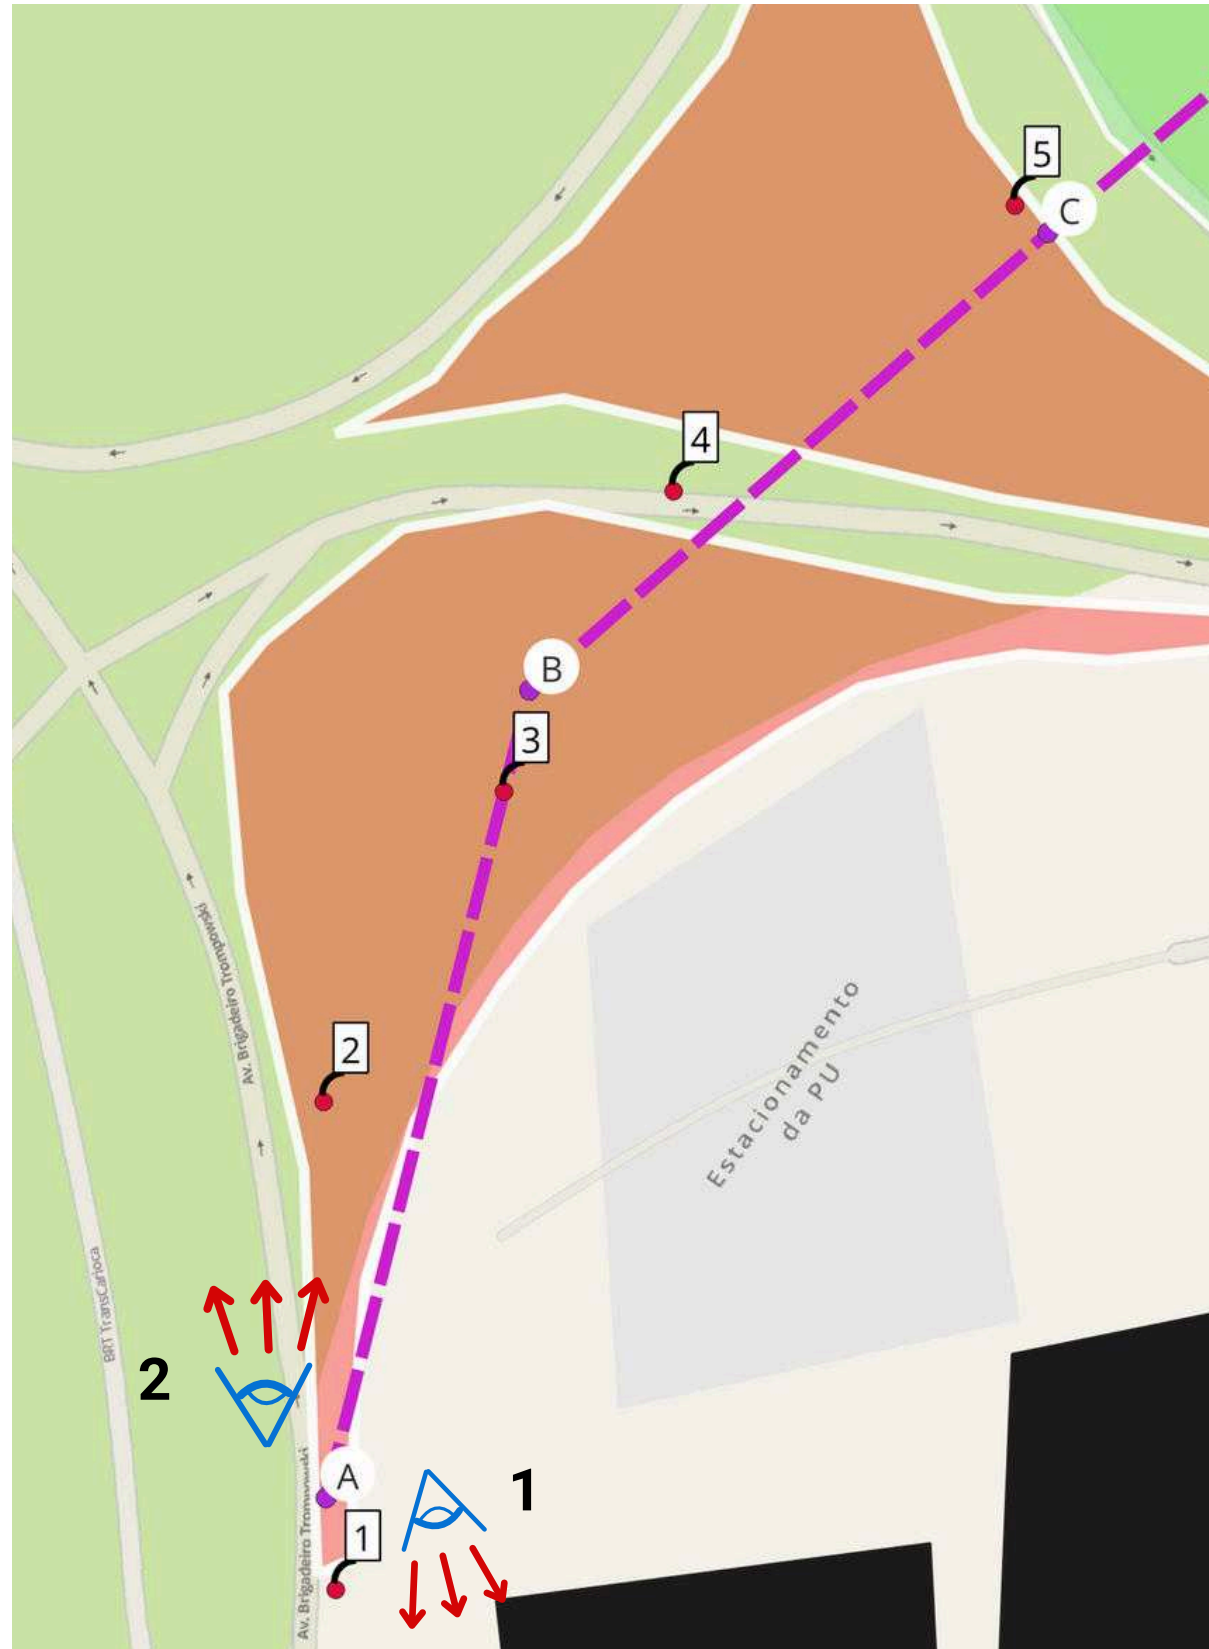 5
C
4
B
3
Av. Brigadeiro Trompowski
Estacionamento
da PU
2
BRT TransCarioca
2
A
1
1
Av. Brigadeiro Trompowski